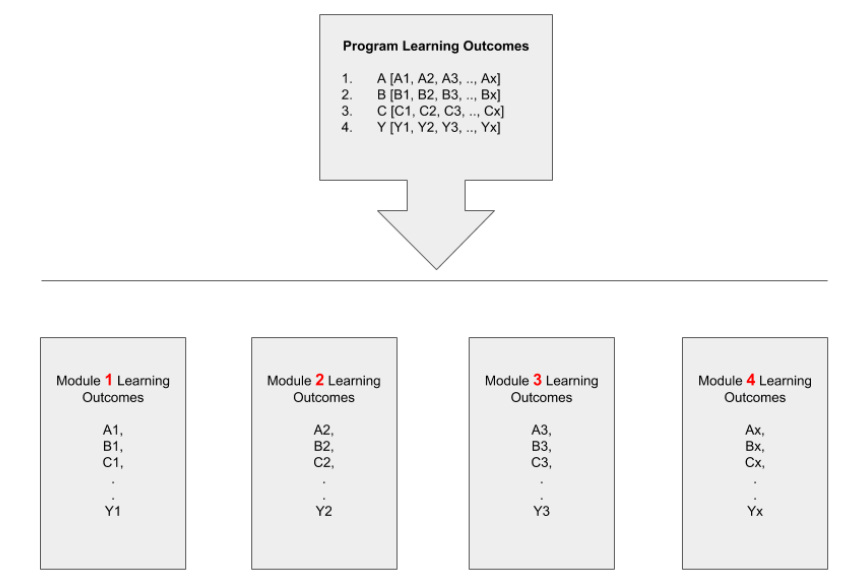 Program Learning Outcomes
1. A [A1, A2, A3, .., Ax]
2. B [B1, B2, B3, .., Bx]
3. C [C1, C2, C3, .., Cx]
4. Y [Y1, Y2, Y3, .., Yx]
Module 1 Learning
Outcomes
A1,
B1,
C1,
.
.
Y1
Module 2 Learning
Outcomes
A2,
B2,
C2,
.
.
Y2
Module 3 Learning
Outcomes
A3,
B3,
C3,
.
.
Y3
Module 4 Learning
Outcomes
Ax,
Bx,
Cx,
.
.
Yx